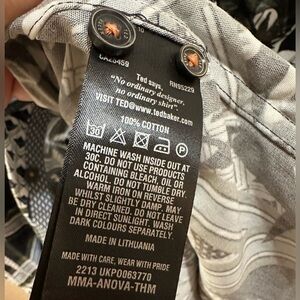 CA25459
RN95229
Ted says,
"No ordinary designer,
no ordinary shirt"
VISIT TED@www.tedbaker.com
100% COTTON
30
MACHINE WASH INSIDE OUT AT
30C. DO NOT USE PRODUCTS
CONTAINING BLEACH, OIL OR
ALCOHOL. DO NOT TUMBLE DRY.
WARM IRON ON REVERSE
WHILST SLIGHTLY DAMP. MAY
BE DRY CLEANED. DO NOT LEAVE
IN DIRECT SUNLIGHT. WASH
DARK COLOURS SEPARATELY.
MADE IN LITHUANIA
MADE WITH CARE, WEAR WITH PRIDE
2213 UKP0063770
MMA-ANOVA-THM